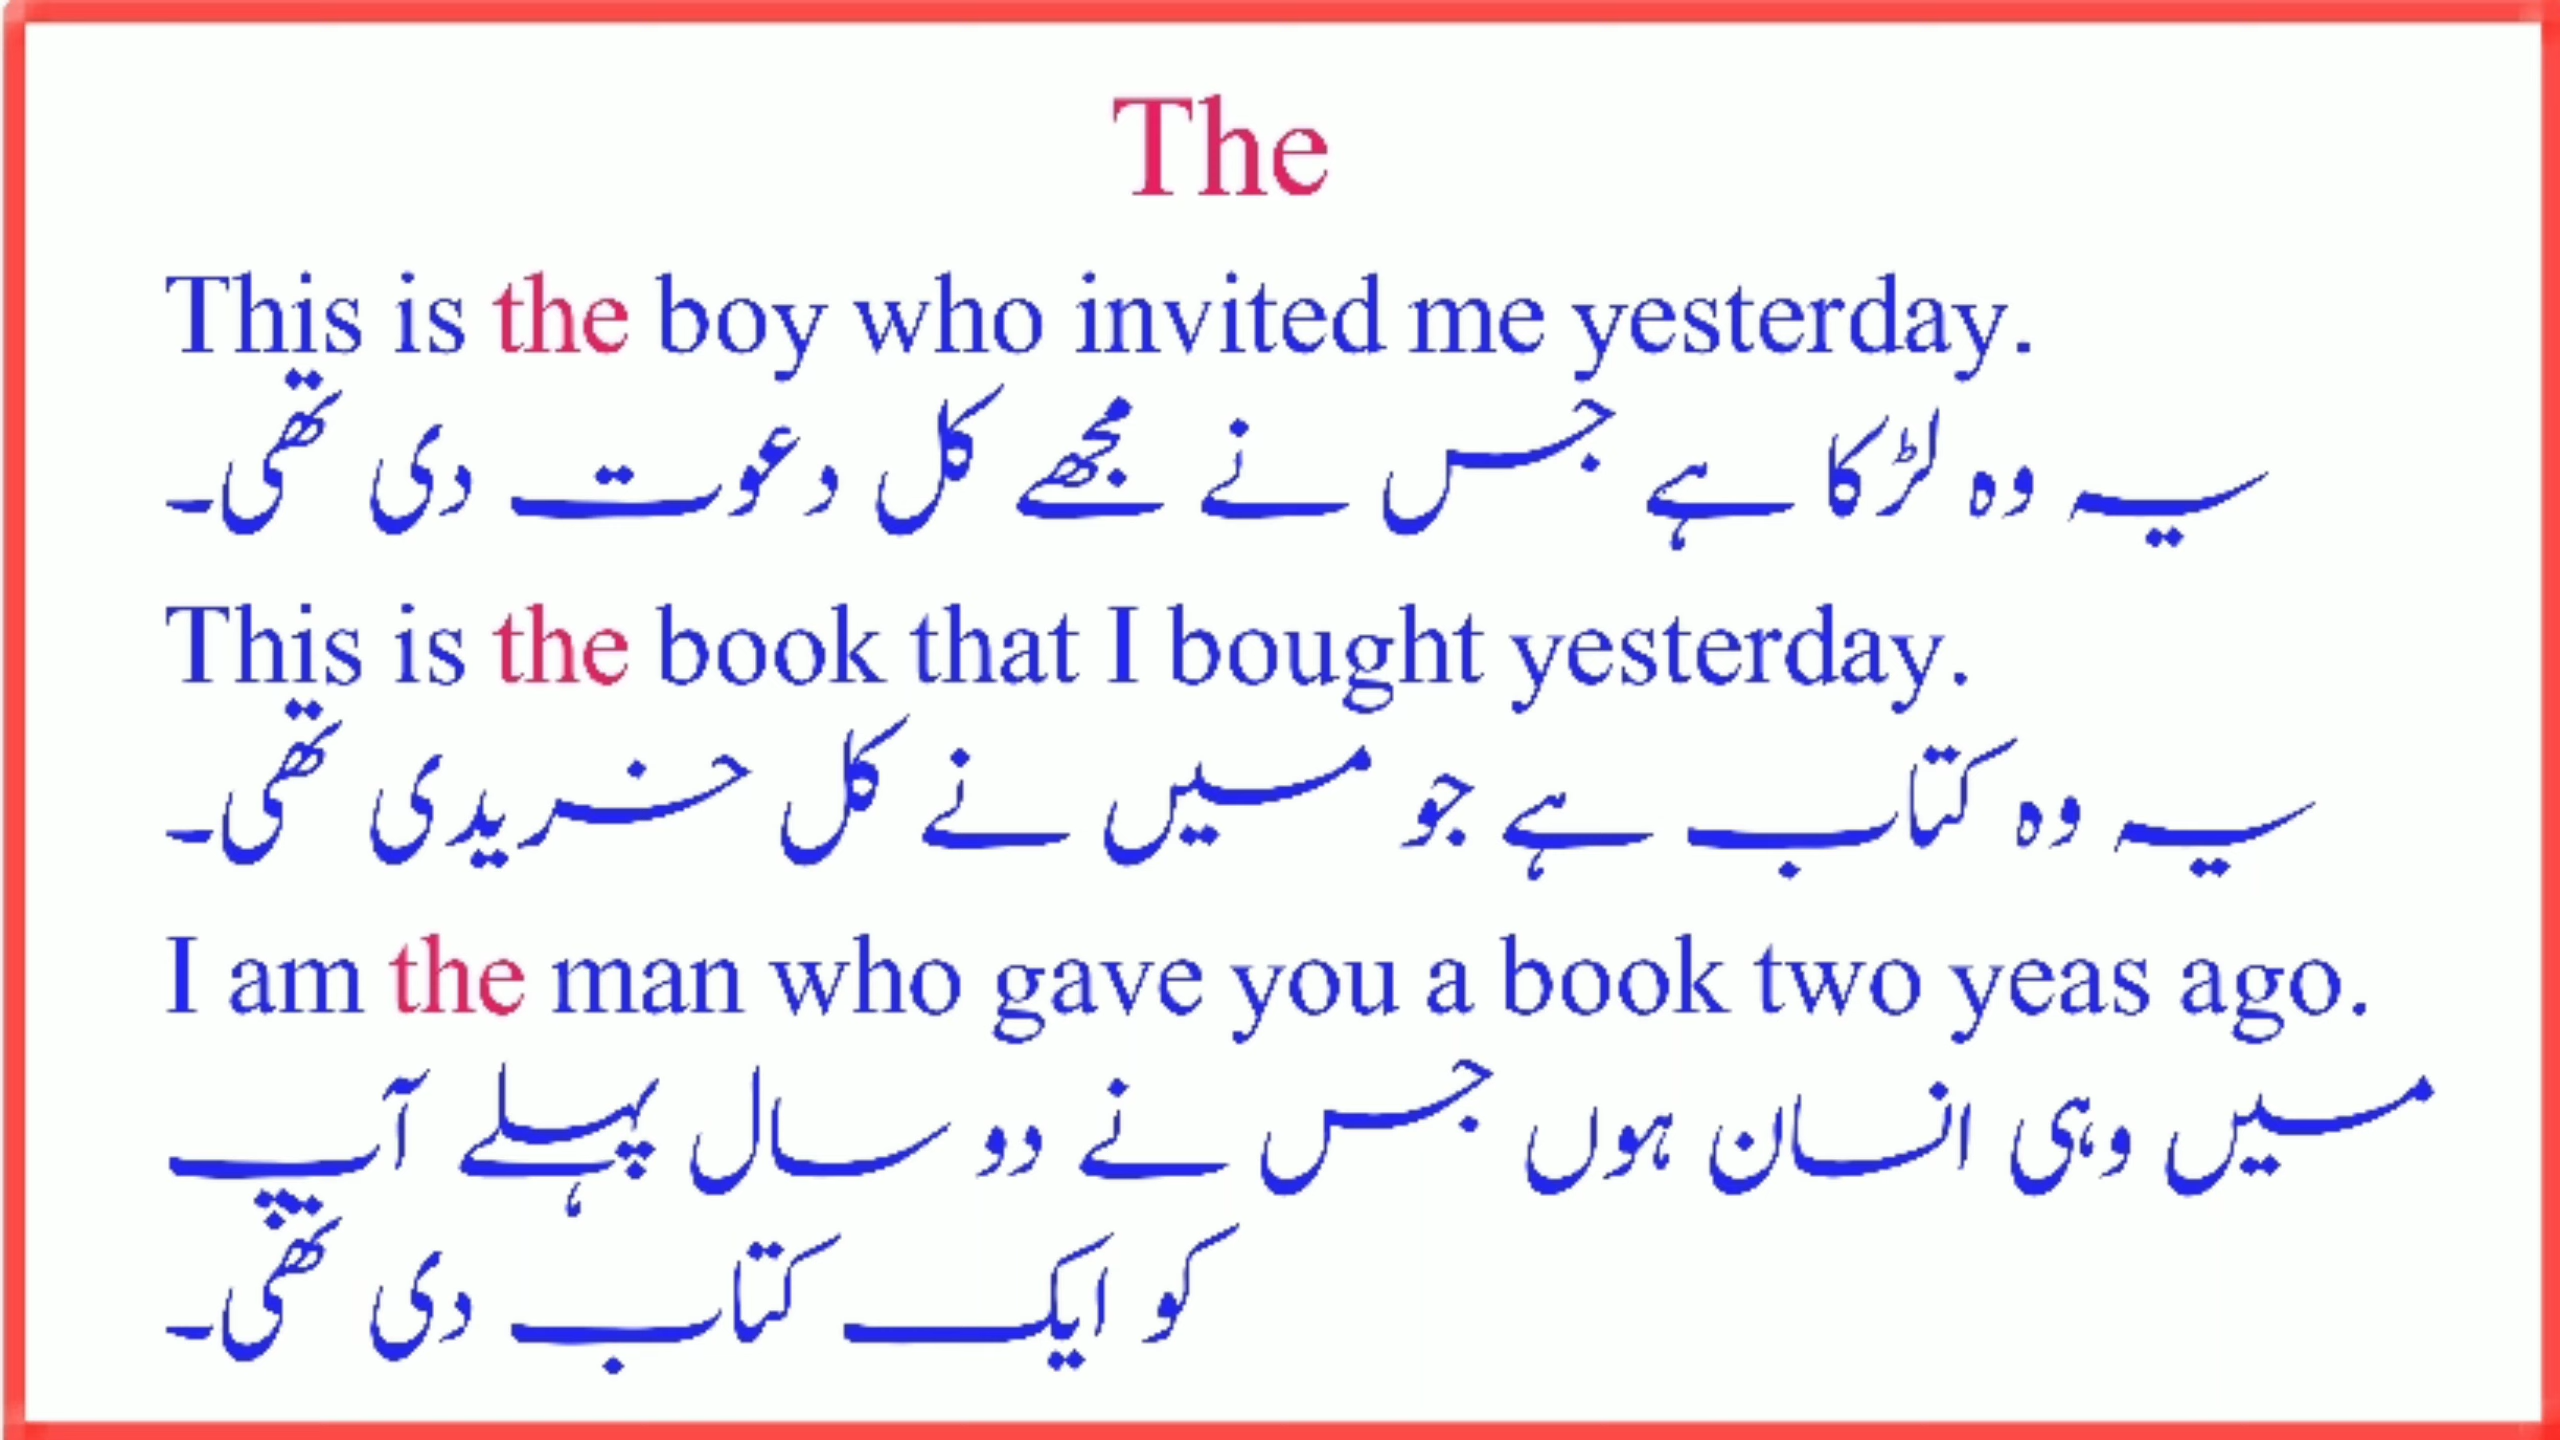 The
This is the boy who invited me yesterday.
یہ وہ لڑکا ہے جس نے مجھے کل دعوت دی تھی۔
This is the book that I bought yesterday.
یہ وہ کتاب ہے جو میں نے کل خریدی تھی۔
I am the man who gave you a book two yeas ago.
میں وہی انسان ہوں جس نے دو سال پہلے آپ
کو ایک کتاب دی تھی۔